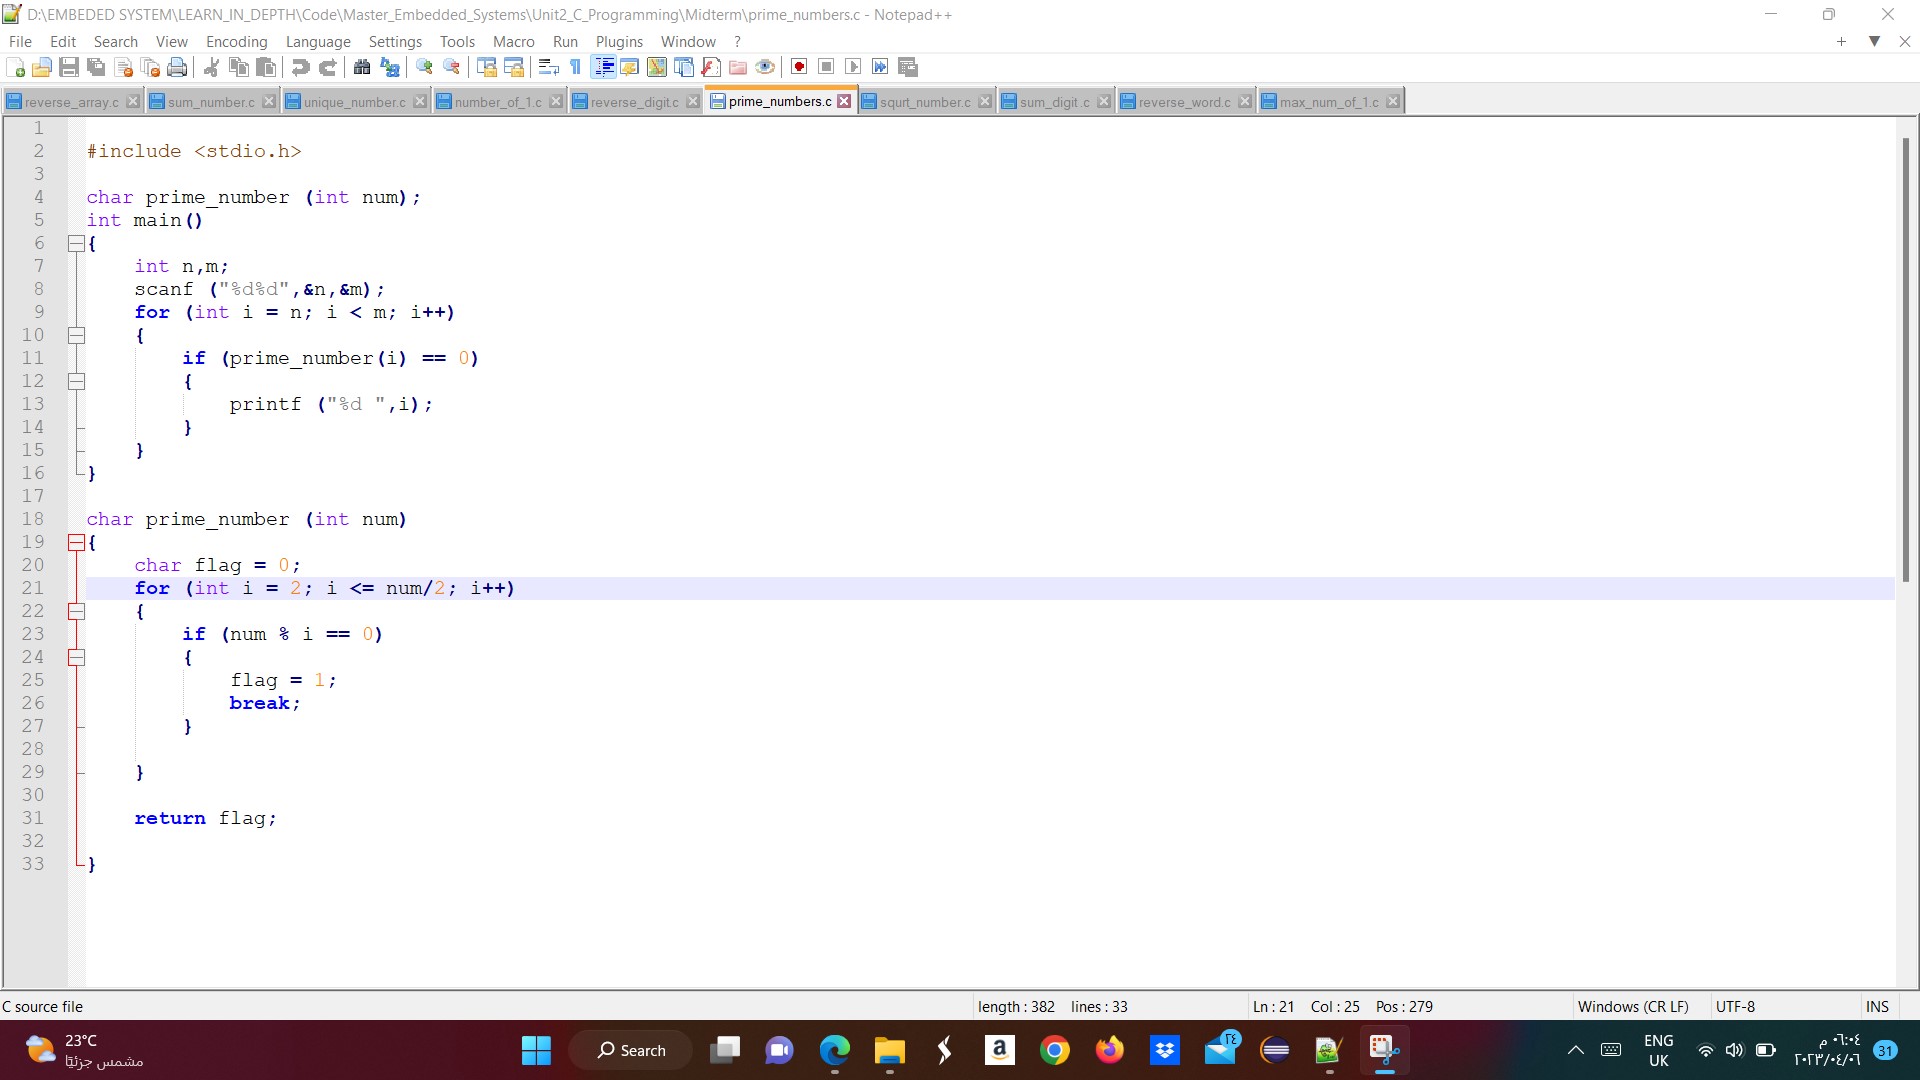 D:\EMBEDED SYSTEM\LEARN_IN_DEPTH\Code\Master_Embedded_Systems\Unit2_C_Programming\Midterm\prime_numbers.c - Notepad++
File Edit Search View Encoding Language Settings Tools Macro Run Plugins Window ?
reverse_array.c sum_number.c unique_number.c number_of_1.c reverse_digit.c prime_numbers.c squrt_number.c sum_digit.c reverse_word.c max_num_of_1.c
1
2 #include <stdio.h>
3
4 char prime_number (int num);
5 int main()
6 {
7 int n,m;
8 scanf ("%d%d",&n,&m);
9 for (int i = n; i < m; i++)
10 {
11 if (prime_number(i) == 0)
12 {
13 printf ("%d ",i);
14 }
15 }
16 }
17
18 char prime_number (int num)
19 {
20 char flag = 0;
21 for (int i = 2; i <= num/2; i++)
22 {
23 if (num % i == 0)
24 {
25 flag = 1;
26 break;
27 }
28
29 }
30
31 return flag;
32
33 }
C source file length : 382 lines : 33 Ln : 21 Col : 25 Pos : 279 Windows (CR LF) UTF-8 INS
23°C
مشمس جزئيًا
Search
a
٢٤
ENG
UK
٠٦:٠٤ م
٢٠٢٣/٠٤/٠٦
31